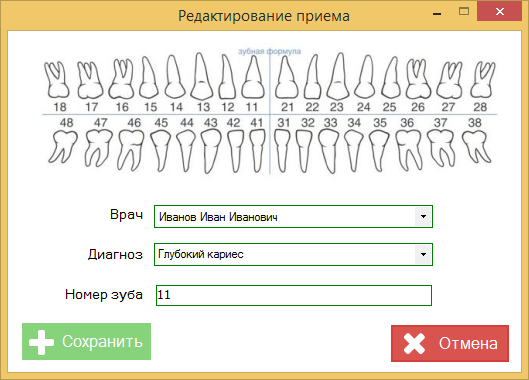 Редактирование приема
зубная формула
18 17 16 15 14 13 12 11 21 22 23 24 25 26 27 28
48 47 46 45 44 43 42 41 31 32 33 34 35 36 37 38
Врач Иванов Иван Иванович
Диагноз Глубокий кариес
Номер зуба 11
Сохранить Отмена